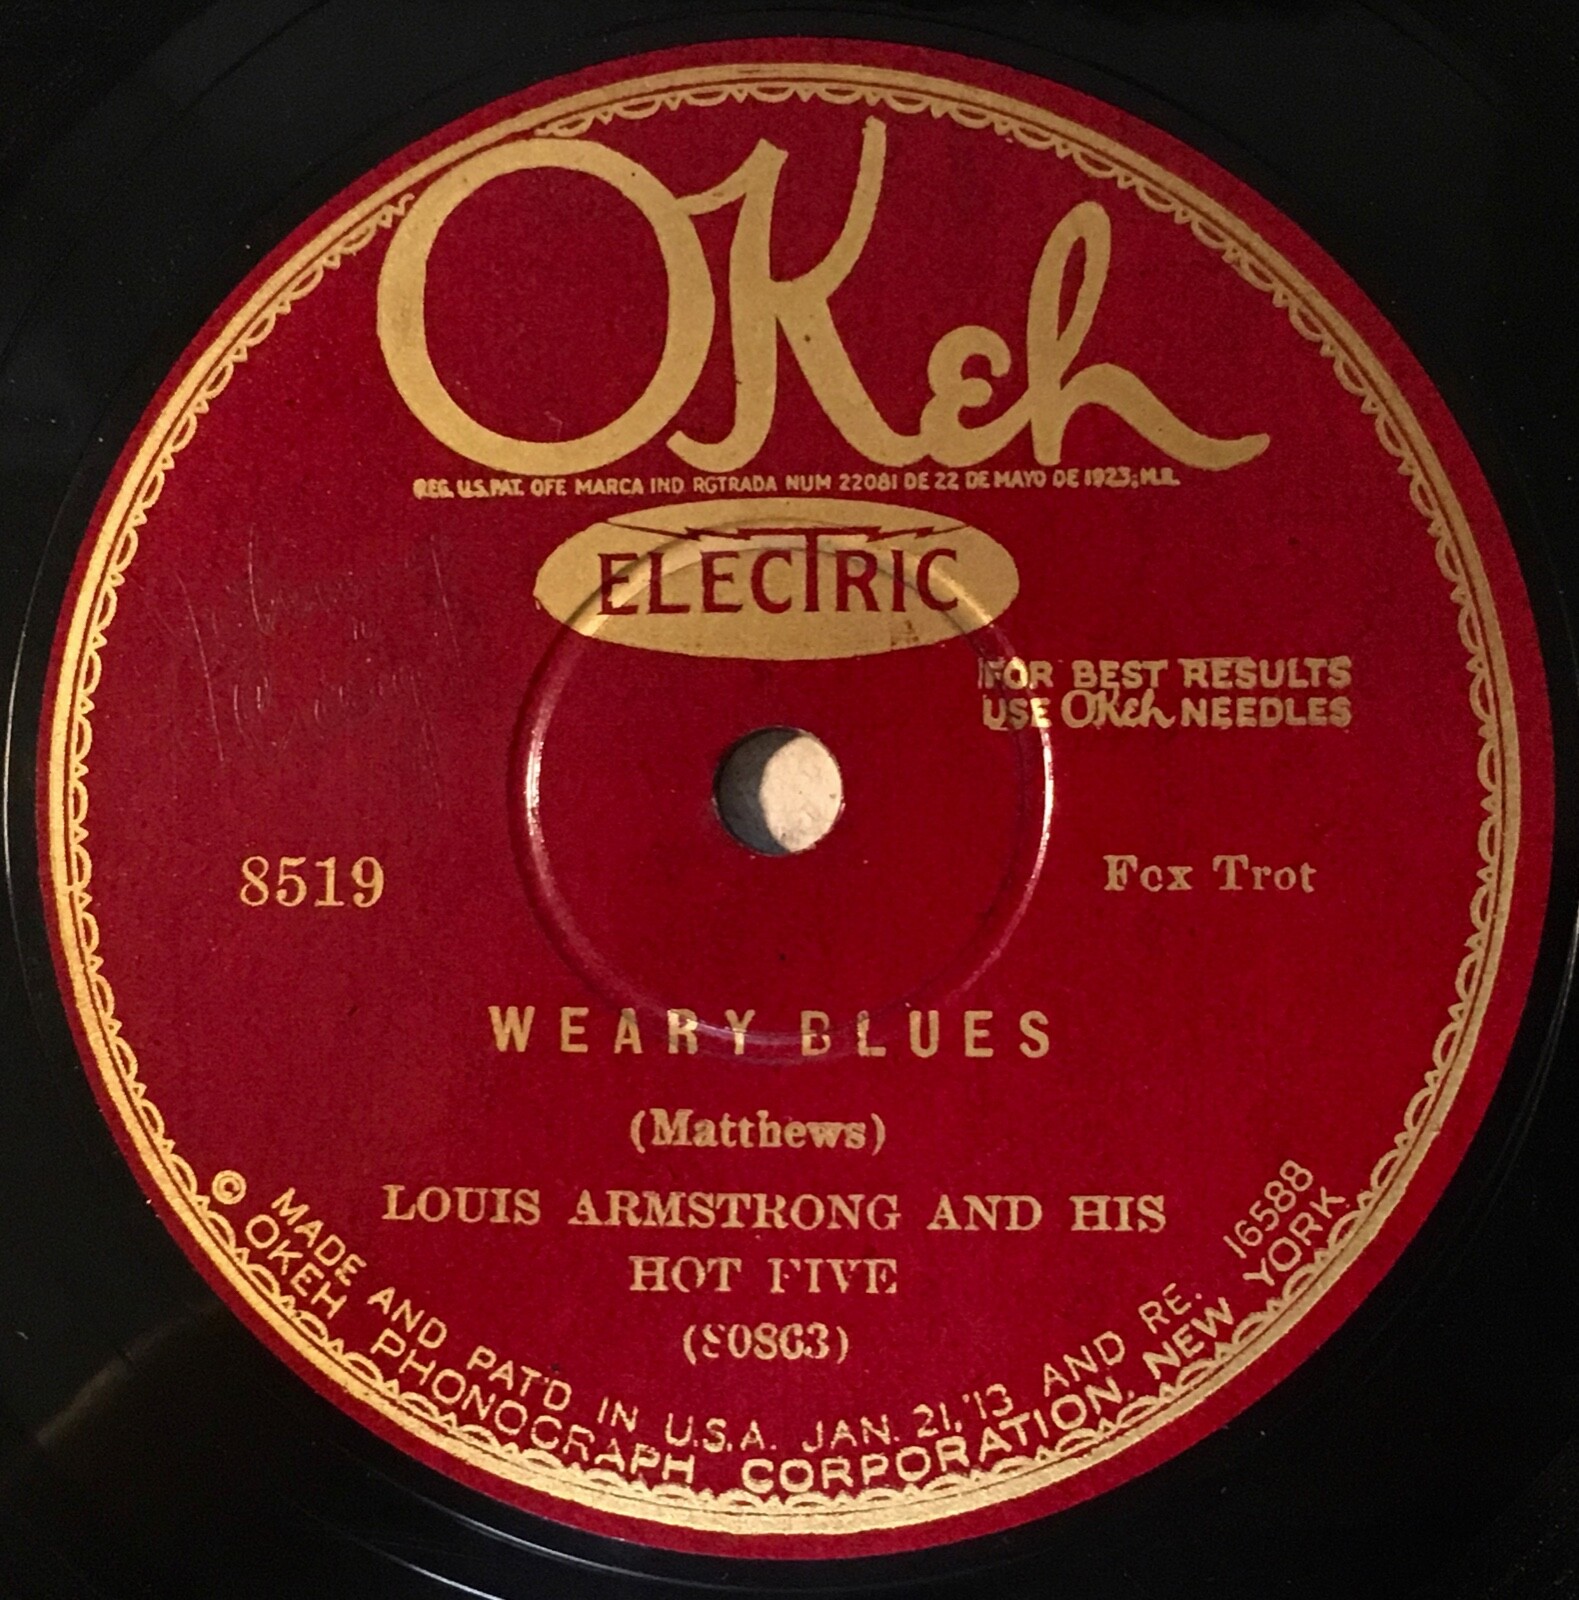 OKeh
REG. U.S. PAT. OFF. MARCA IND RGTRADA NUM 22081 DE 22 DE MAYO DE 1923; M.R.
ELECTRIC
FOR BEST RESULTS
USE OKeh NEEDLES
8519
Fox Trot
WEARY BLUES
(Matthews)
LOUIS ARMSTRONG AND HIS
HOT FIVE
(80863)
MADE AND PAT'D IN U.S.A. JAN. 21, '13 AND RE. 16588
© OKEH PHONOGRAPH CORPORATION, NEW YORK